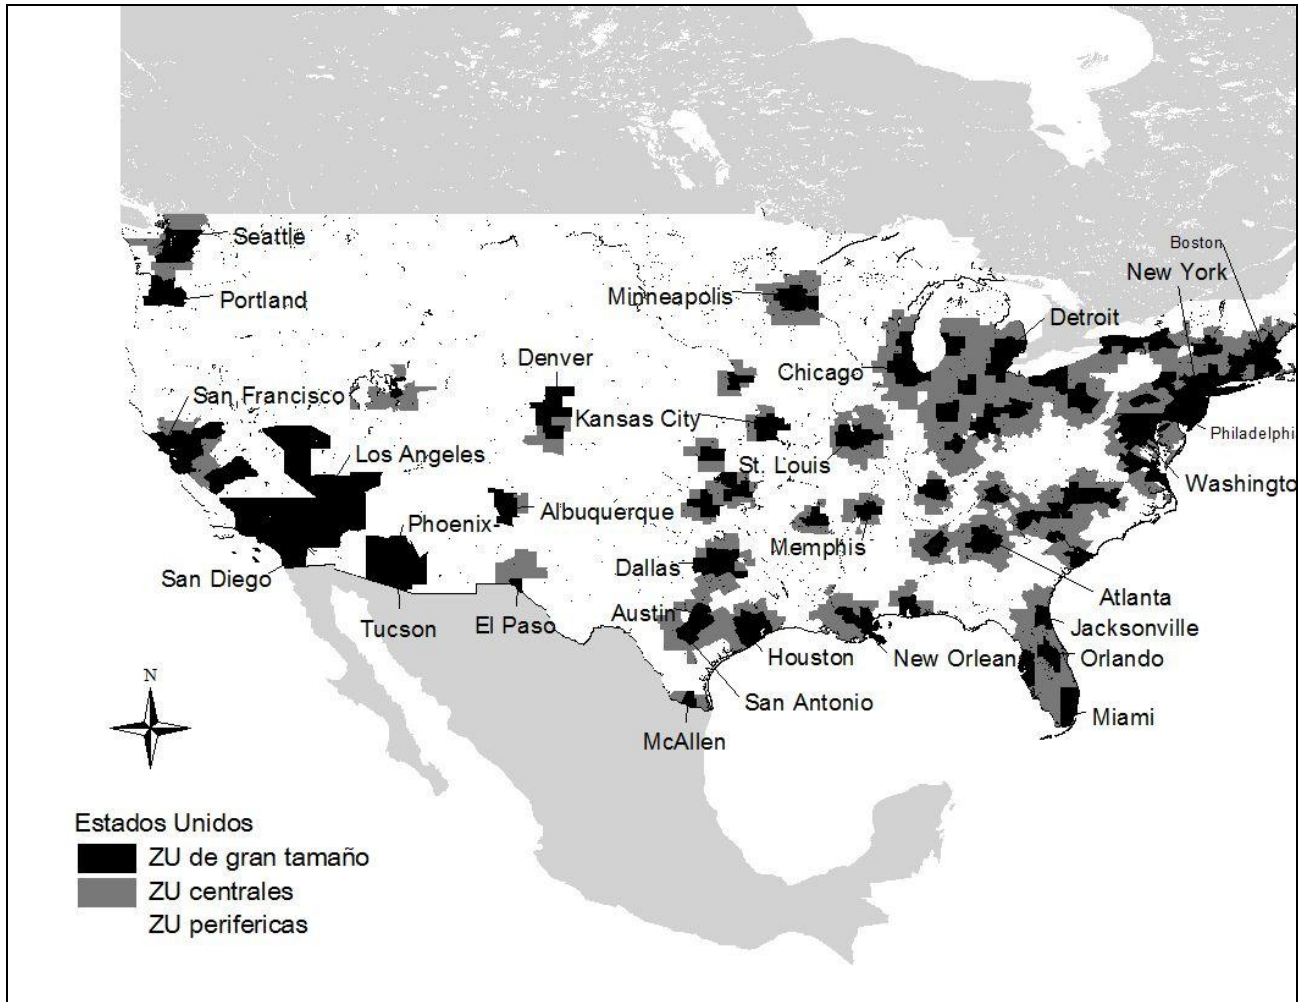 Seattle
Portland
San Francisco
Los Angeles
San Diego
Phoenix
Tucson
Denver
Albuquerque
El Paso
Minneapolis
Kansas City
St. Louis
Chicago
Detroit
Boston
New York
Philadelphi
Washingto
Memphis
Dallas
Austin
Houston
San Antonio
McAllen
New Orlean
Atlanta
Jacksonville
Orlando
Miami
N
Estados Unidos
ZU de gran tamaño
ZU centrales
ZU perifericas